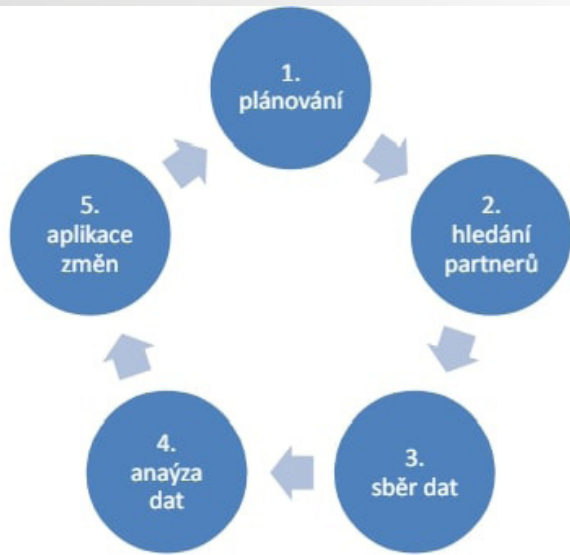 1.
plánování
2.
hledání
partnerů
3.
sběr dat
4.
anaýza
dat
5.
aplikace
změn